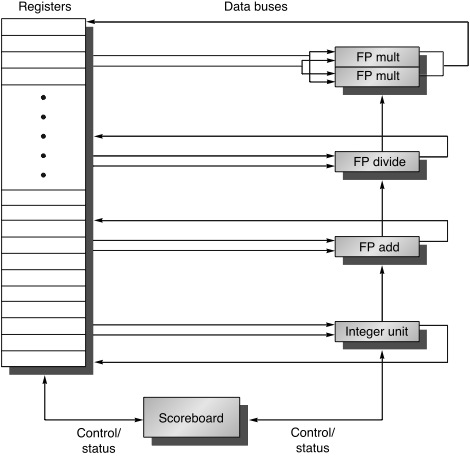 Registers
Data buses
FP mult
FP mult
FP divide
FP add
Integer unit
Scoreboard
Control/
status
Control/
status